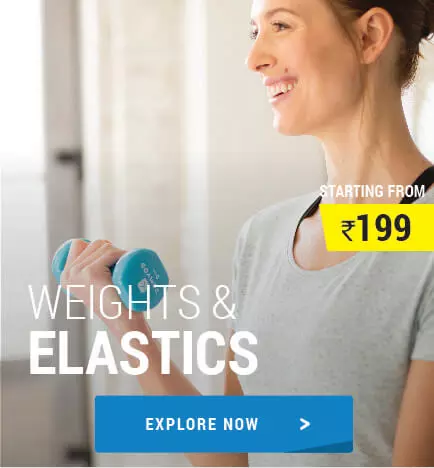 STARTING FROM
₹199
WEIGHTS &
ELASTICS
EXPLORE NOW >